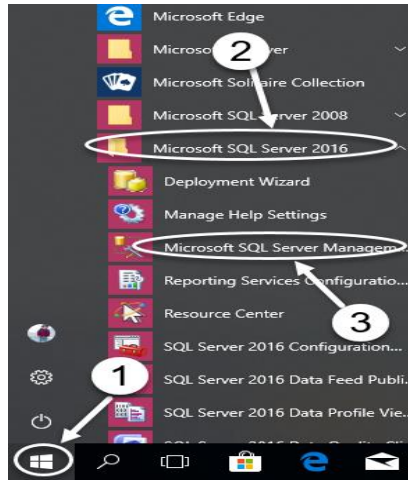 Microsoft Edge
2
Microsoft Solitaire Collection
Microsoft SQL Server 2008
Microsoft SQL Server 2016
Deployment Wizard
Manage Help Settings
Microsoft SQL Server Managem...
Reporting Services Configuratio...
3
Resource Center
SQL Server 2016 Configuration...
1
SQL Server 2016 Data Feed Publi...
SQL Server 2016 Data Profile Vie...